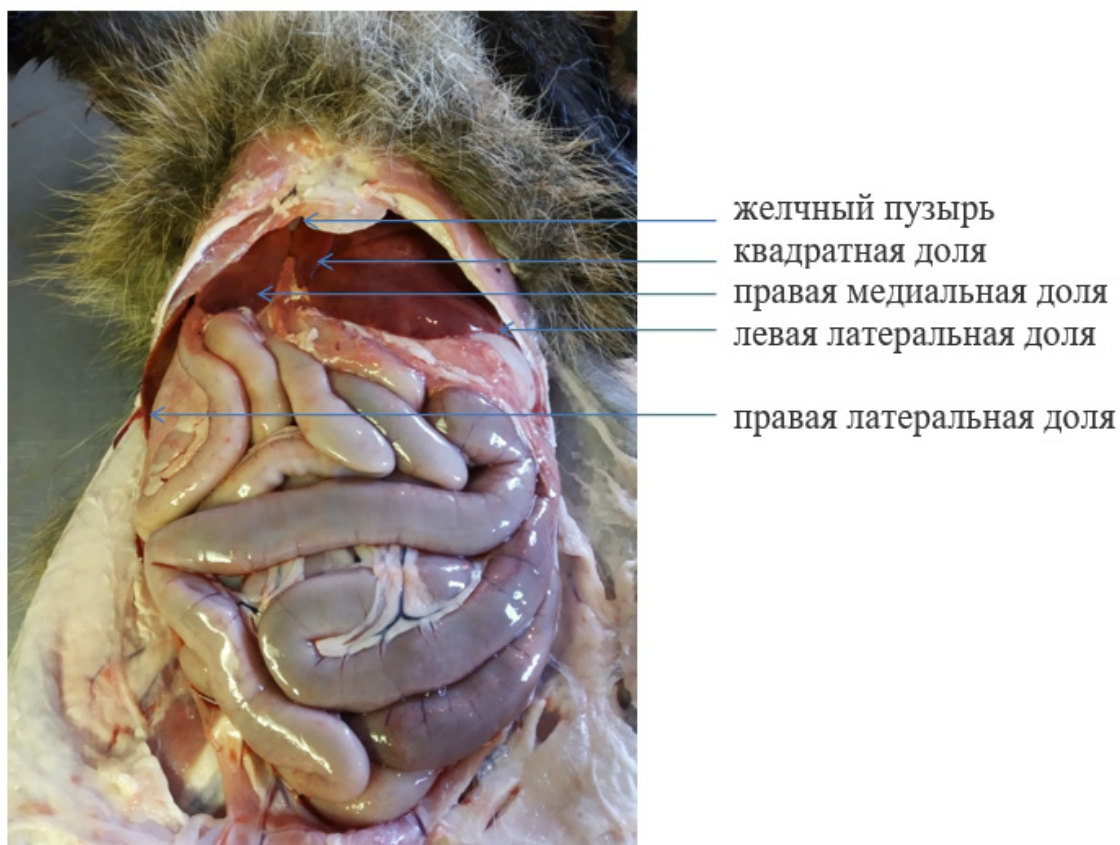 желчный пузырь
квадратная доля
правая медиальная доля
левая латеральная доля
правая латеральная доля